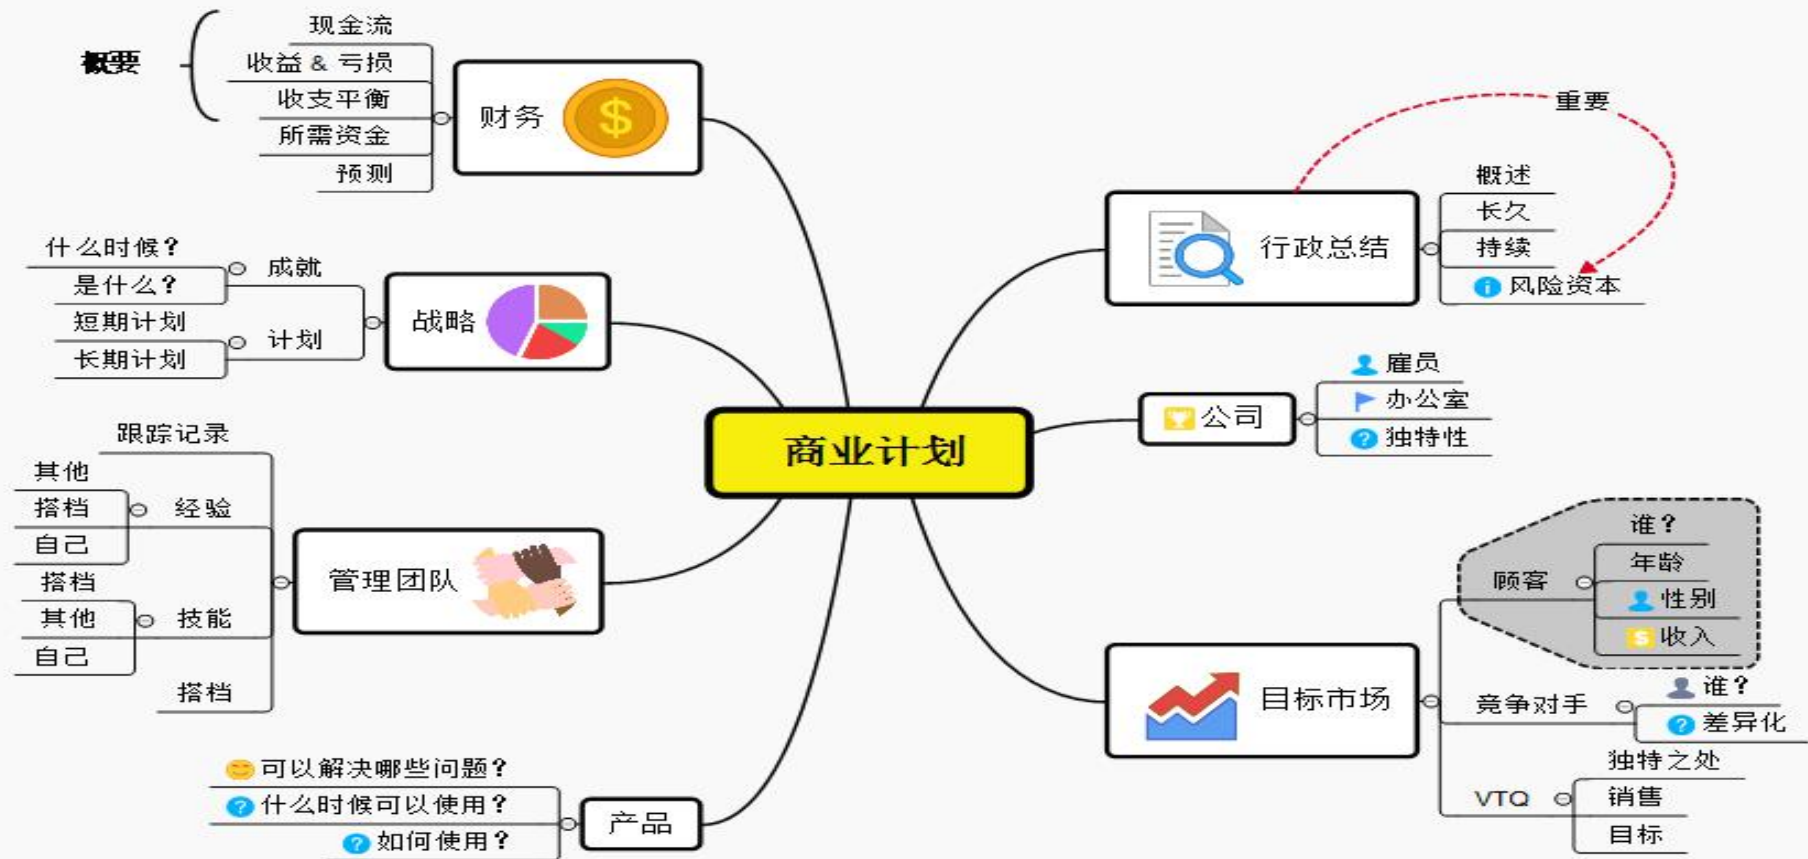 概要
现金流
收益 & 亏损
收支平衡
所需资金
预测
财务
$
重要
行政总结
概述
长久
持续
风险资本
什么时候？
是什么？
成就
短期计划
长期计划
计划
战略
公司
雇员
办公室
独特性
商业计划
跟踪记录
其他
搭档
自己
经验
搭档
其他
自己
技能
搭档
管理团队
目标市场
顾客
谁？
年龄
性别
收入
竞争对手
谁？
差异化
VTQ
独特之处
销售
目标
可以解决哪些问题？
什么时候可以使用？
如何使用？
产品